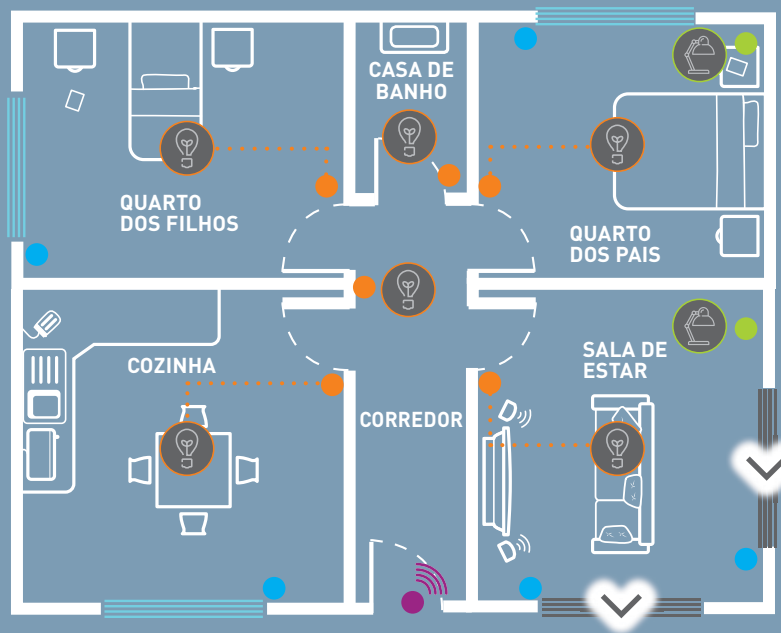 CASA DE
BANHO
QUARTO
DOS FILHOS
QUARTO
DOS PAIS
COZINHA
SALA DE
ESTAR
CORREDOR